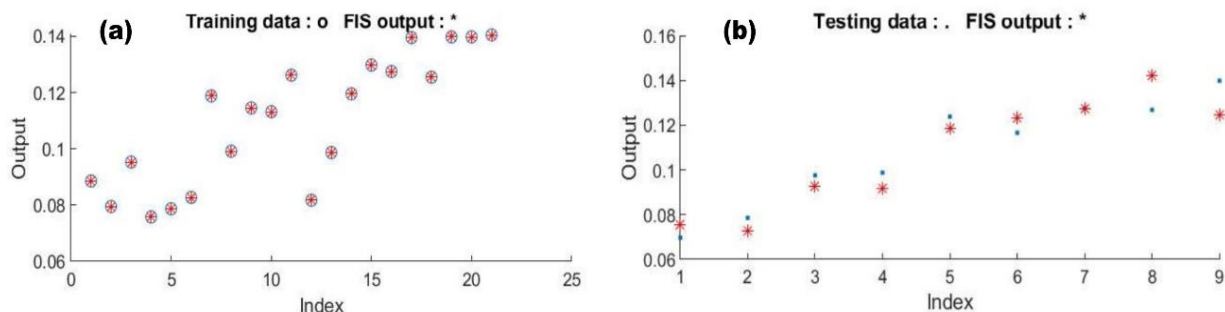 (a)
Training data : o FIS output : *
0.14
0.12
0.1
0.08
0.06
Output
0 5 10 15 20 25
Index
(b)
Testing data : . FIS output : *
0.16
0.14
0.12
0.1
0.08
0.06
Output
1 2 3 4 5 6 7 8 9
Index